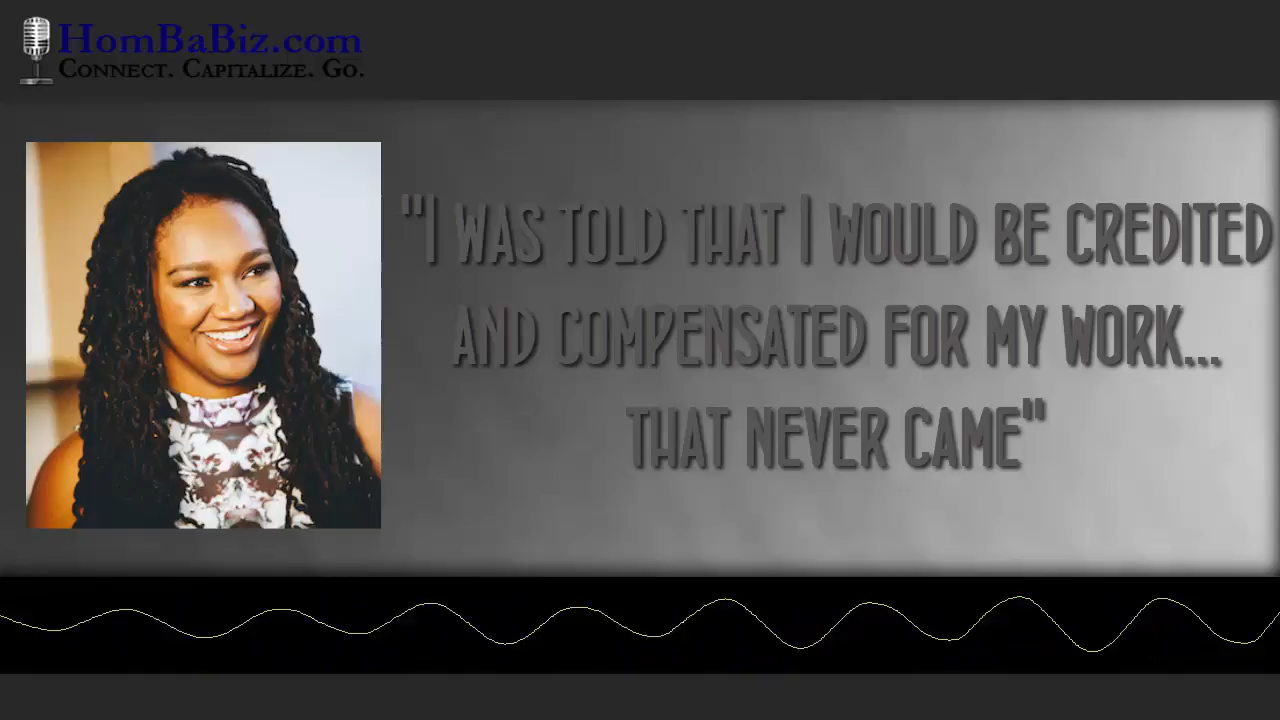 HomBaBiz.com
Connect. Capitalize. Go.
"I WAS TOLD THAT I WOULD BE CREDITED
AND COMPENSATED FOR MY WORK...
THAT NEVER CAME"